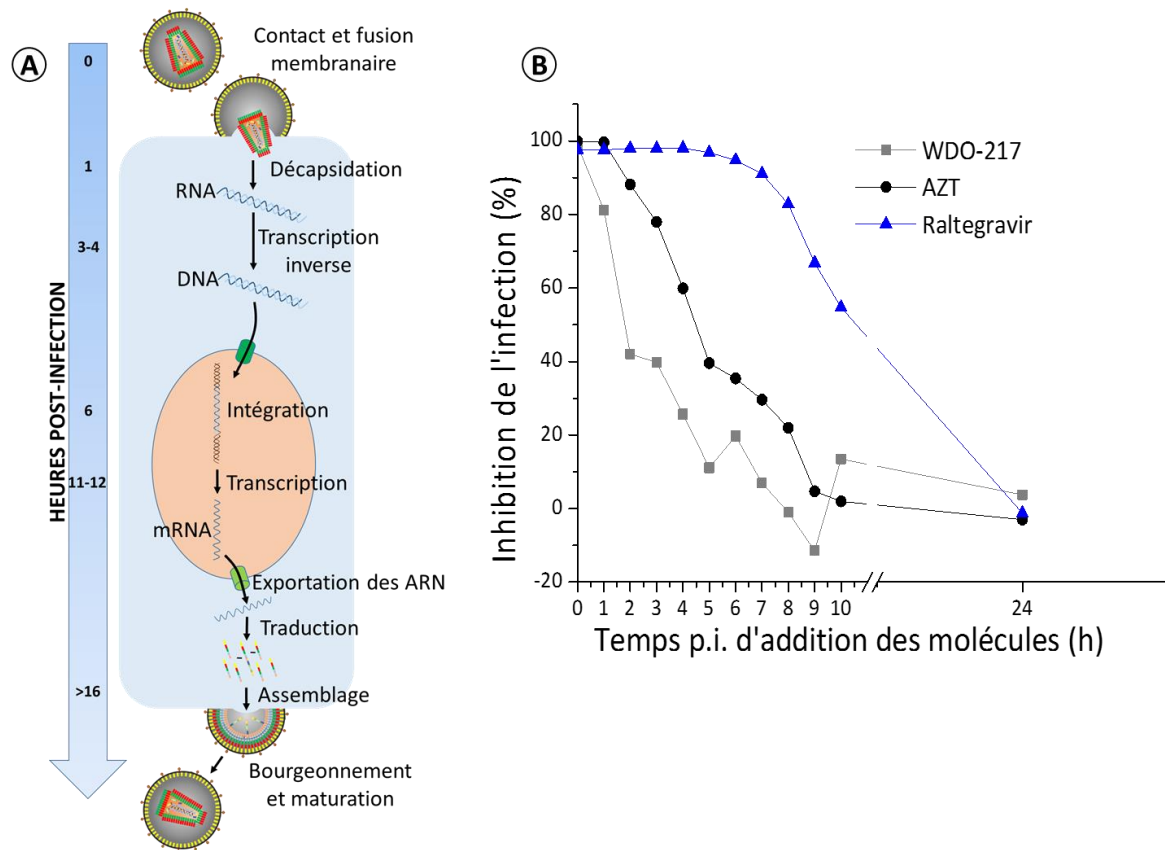 A
HEURES POST-INFECTION
0
1
3-4
6
11-12
>16
Contact et fusion
membranaire
Décapsidation
RNA
Transcription
inverse
DNA
Intégration
Transcription
mRNA
Exportation des ARN
Traduction
Assemblage
Bourgeonnement
et maturation
B
Inhibition de l'infection (%)
100
80
60
40
20
0
-20
WDO-217
AZT
Raltegravir
0 1 2 3 4 5 6 7 8 9 10 24
Temps p.i. d'addition des molécules (h)